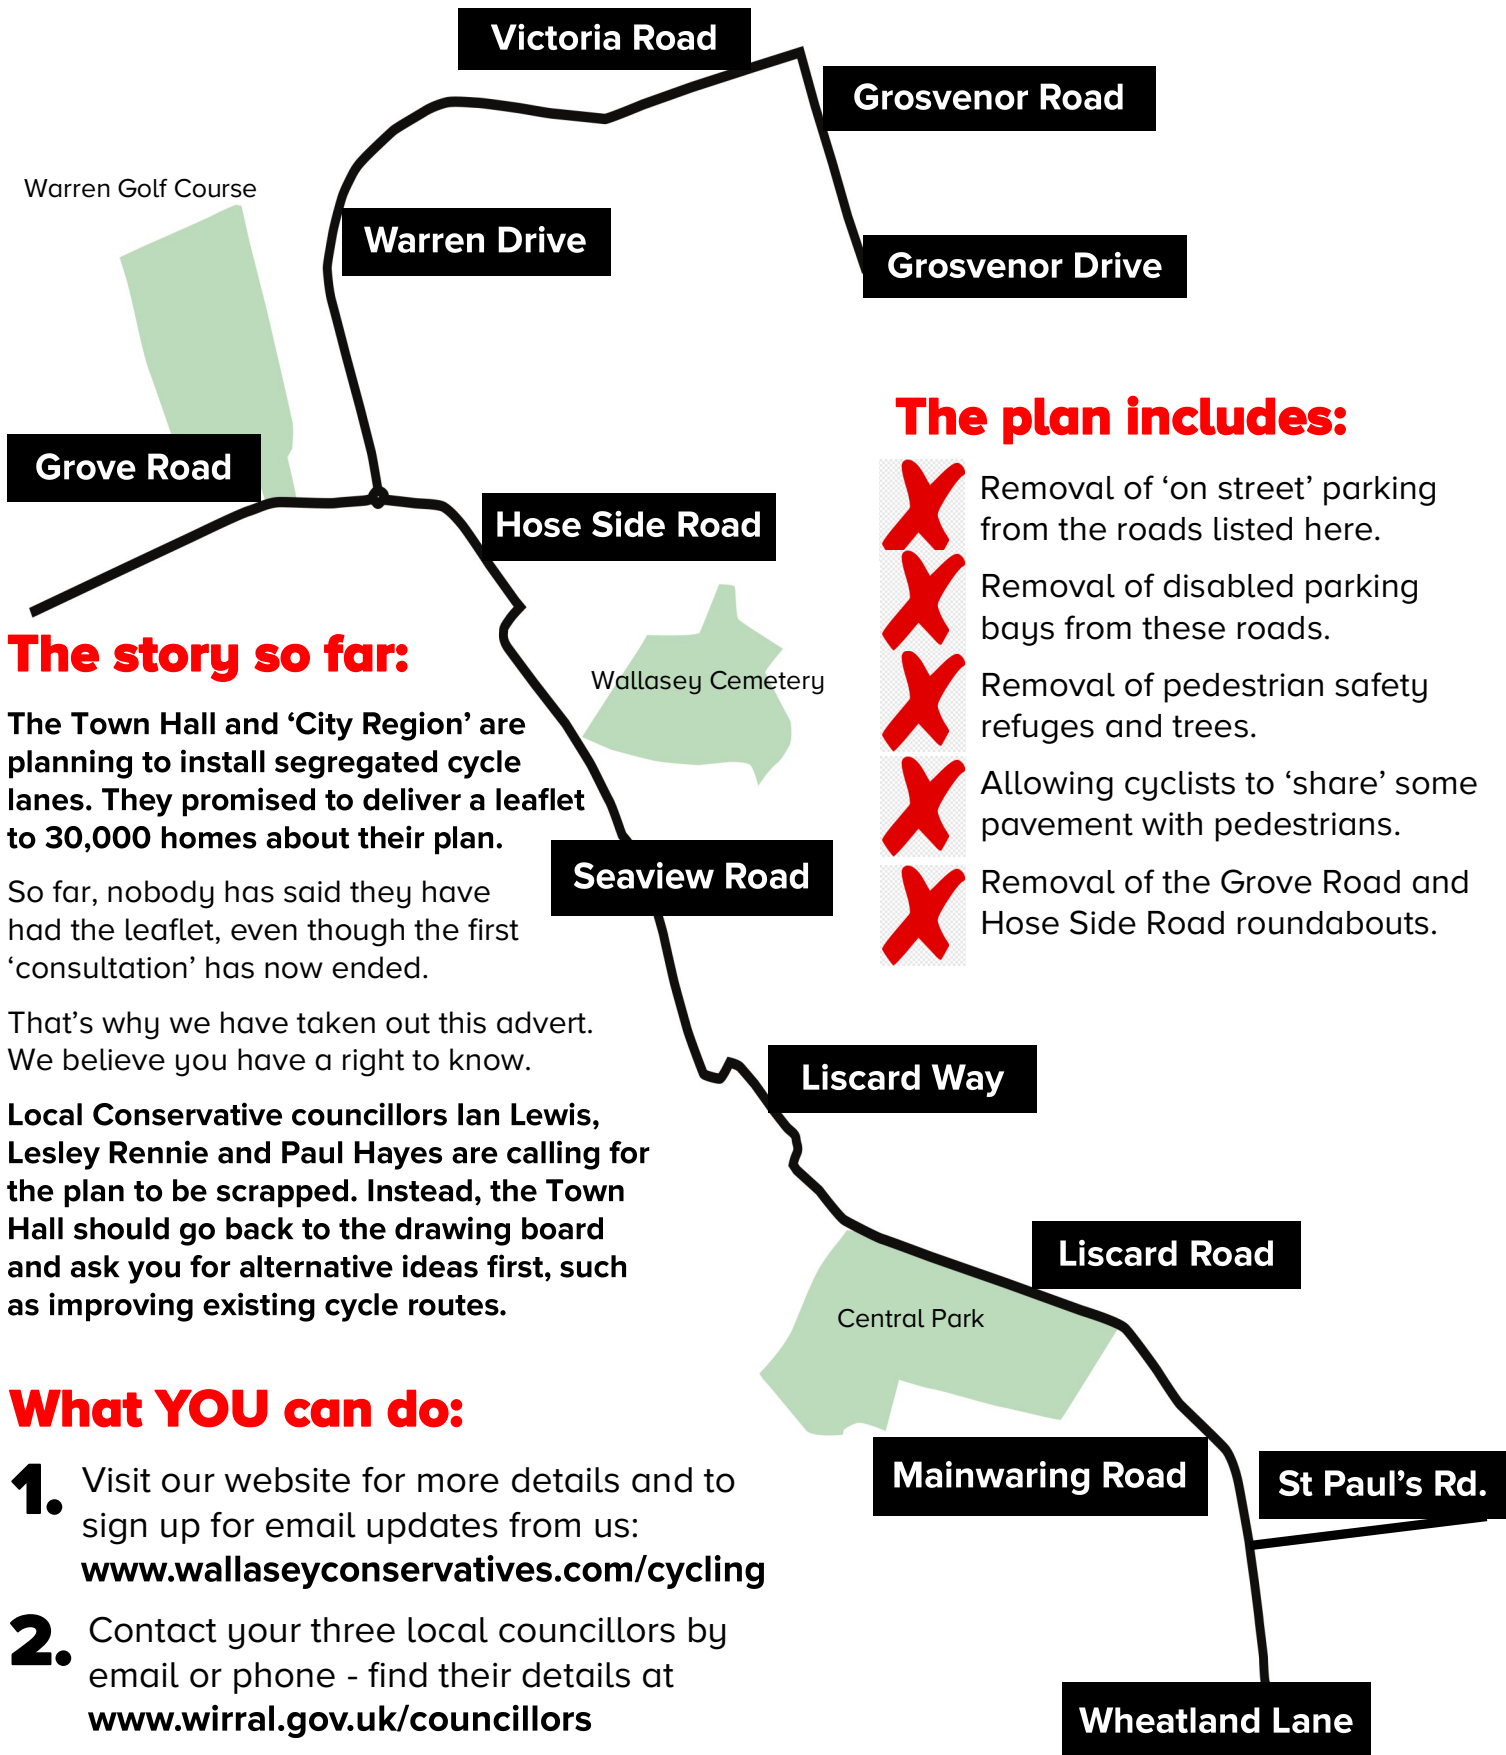 Victoria Road
Grosvenor Road
Warren Golf Course
Warren Drive
Grosvenor Drive
Grove Road
Hose Side Road
Wallasey Cemetery
Seaview Road
Liscard Way
Liscard Road
Central Park
Mainwaring Road
St Paul’s Rd.
Wheatland Lane
The plan includes:
Removal of ‘on street’ parking
from the roads listed here.
Removal of disabled parking
bays from these roads.
Removal of pedestrian safety
refuges and trees.
Allowing cyclists to ‘share’ some
pavement with pedestrians.
Removal of the Grove Road and
Hose Side Road roundabouts.
The story so far:
The Town Hall and ‘City Region’ are
planning to install segregated cycle
lanes. They promised to deliver a leaflet
to 30,000 homes about their plan.
So far, nobody has said they have
had the leaflet, even though the first
‘consultation’ has now ended.
That’s why we have taken out this advert.
We believe you have a right to know.
Local Conservative councillors Ian Lewis,
Lesley Rennie and Paul Hayes are calling for
the plan to be scrapped. Instead, the Town
Hall should go back to the drawing board
and ask you for alternative ideas first, such
as improving existing cycle routes.
What YOU can do:
1. Visit our website for more details and to
sign up for email updates from us:
www.wallaseyconservatives.com/cycling
2. Contact your three local councillors by
email or phone - find their details at
www.wirral.gov.uk/councillors